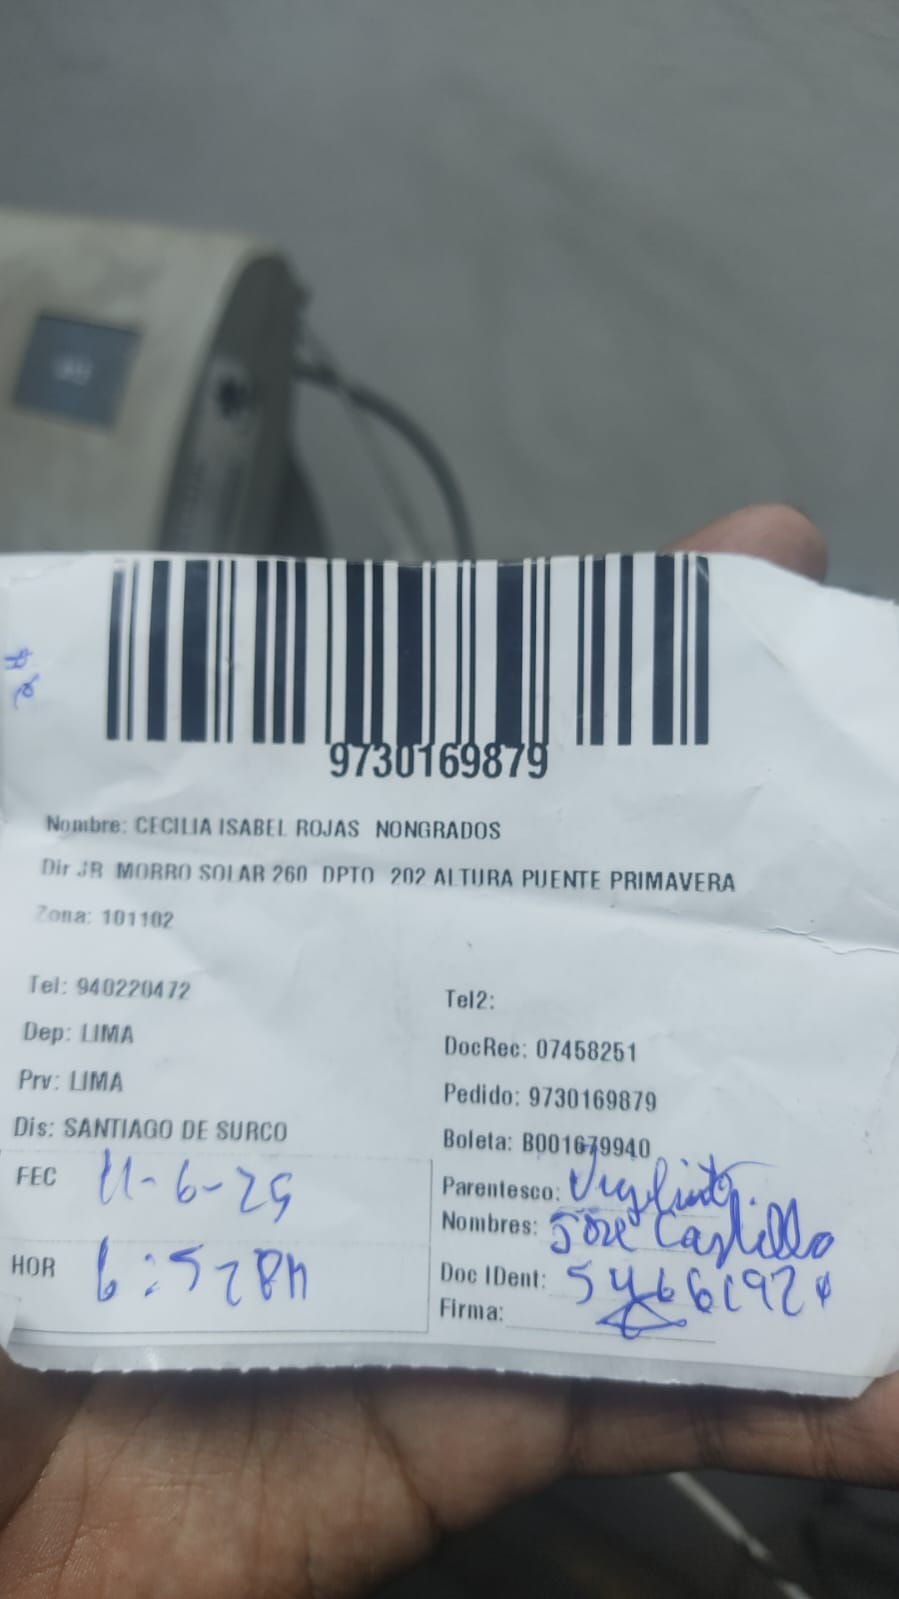 9730169879
Nombre: CECILIA ISABEL ROJAS NONGRADOS
Dir JR MORRO SOLAR 260 DPTO 202 ALTURA PUENTE PRIMAVERA
Zona: 101102
Tel: 940220472
Tel2:
Dep: LIMA
DocRec: 07458251
Prv: LIMA
Pedido: 9730169879
Dis: SANTIAGO DE SURCO
Boleta: B001679940
FEC 11-6-25
Parentesco:
Nombres: Jose Castillo
HOR
Doc IDent:
Firma: